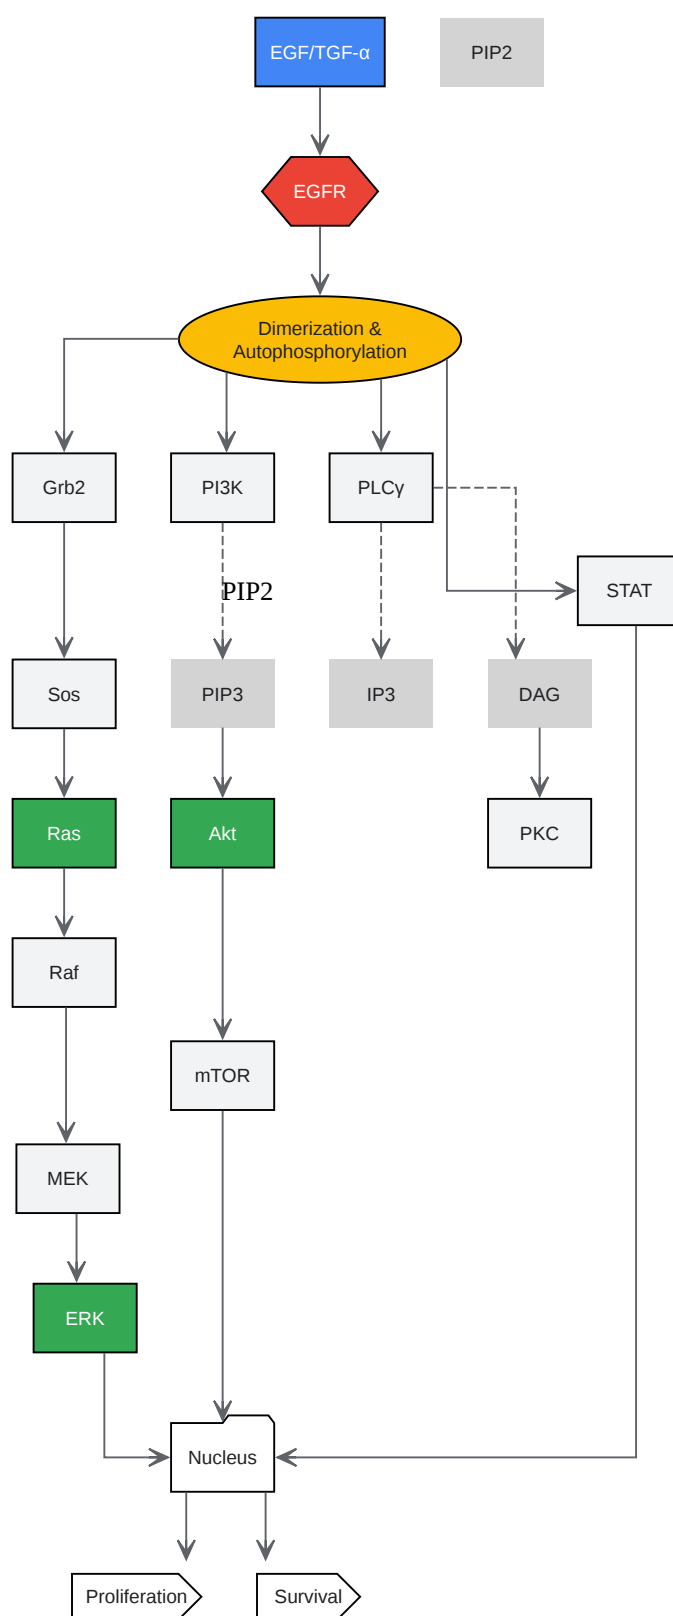 EGF/TGF-α
PIP2
EGFR
Dimerization &
Autophosphorylation
Grb2
PI3K
PLCγ
PIP2
STAT
Sos
PIP3
IP3
DAG
Ras
Akt
PKC
Raf
mTOR
MEK
ERK
Nucleus
Proliferation
Survival